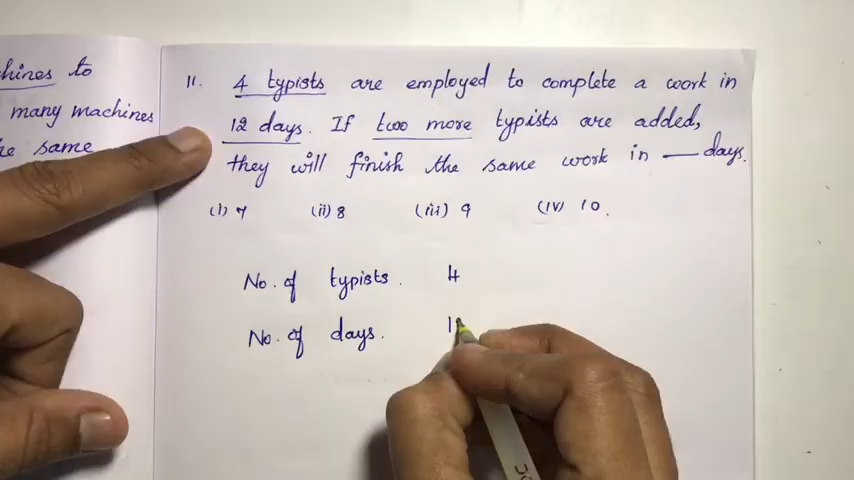 chines to
many machines
he same
11. 4 typists are employed to complete a work in
12 days. If two more typists are added,
they will finish the same work in — days.
(i) 7 (ii) 8 (iii) 9 (iv) 10.
No. of typists. 4
No. of days. 1